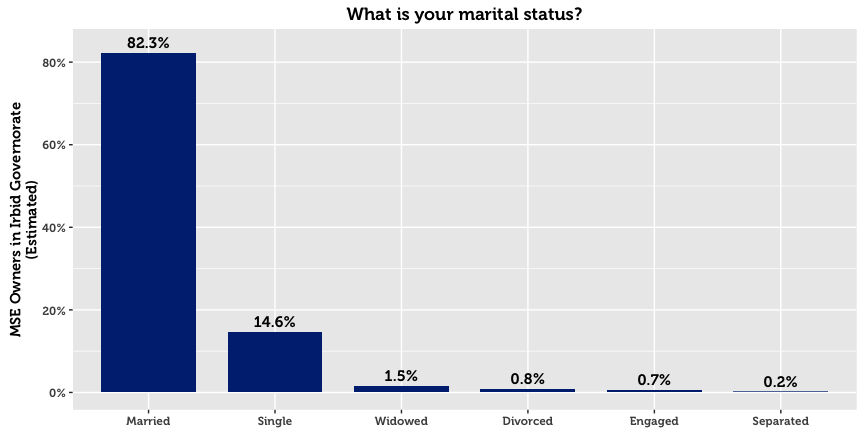 What is your marital status?
MSE Owners in Irbid Governorate
(Estimated)
80%
60%
40%
20%
0%
82.3%
14.6%
1.5%
0.8%
0.7%
0.2%
Married
Single
Widowed
Divorced
Engaged
Separated